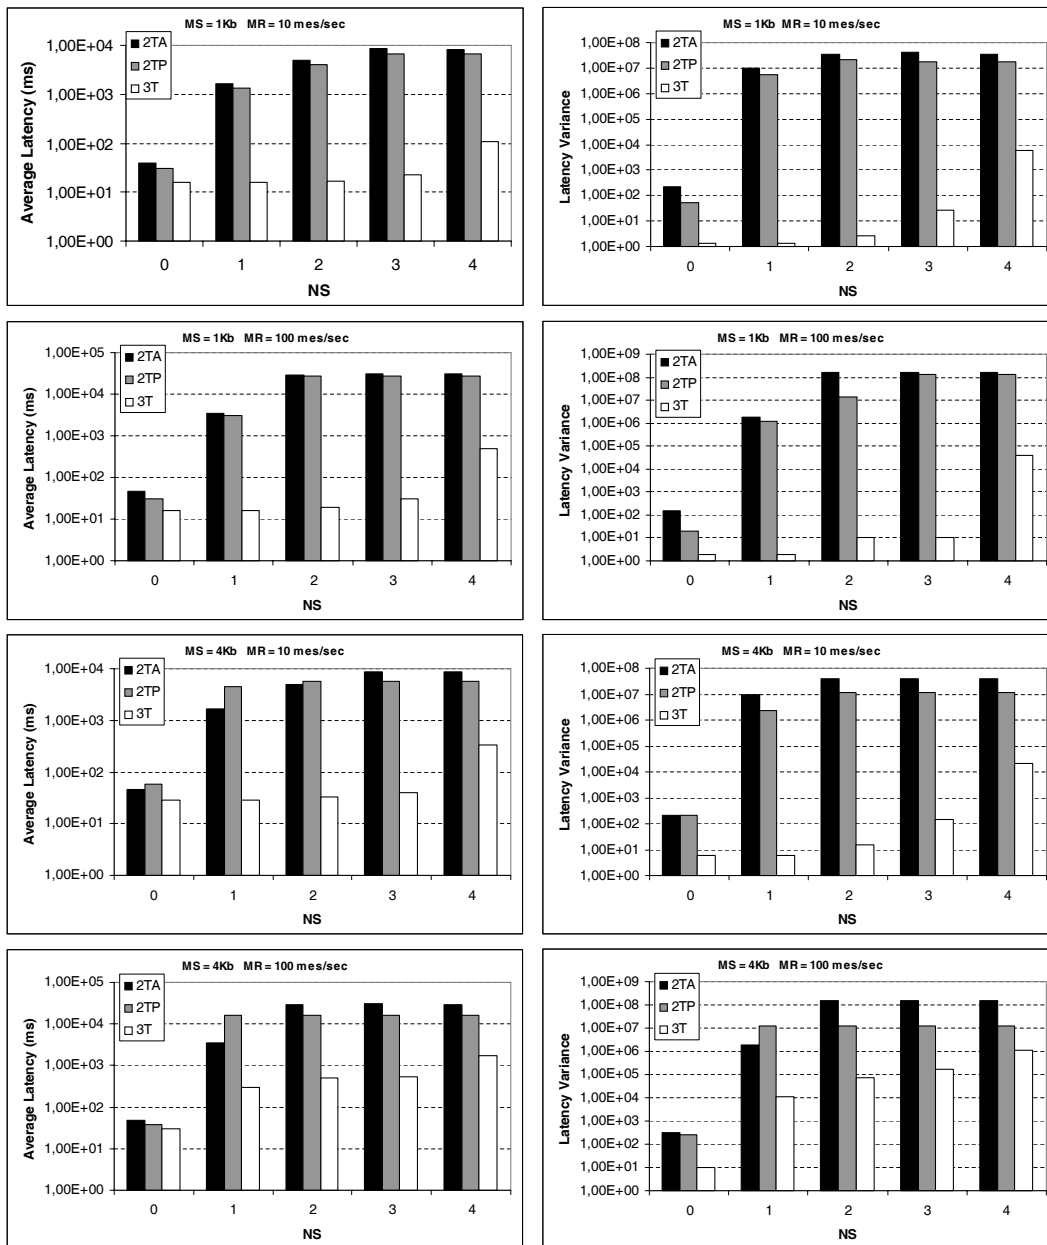 MS = 1Kb MR = 10 mes/sec
Average Latency (ms)
1,00E+04
1,00E+03
1,00E+02
1,00E+01
1,00E+00
2TA
2TP
3T
0 1 2 3 4
NS
MS = 1Kb MR = 10 mes/sec
Latency Variance
1,00E+08
1,00E+07
1,00E+06
1,00E+05
1,00E+04
1,00E+03
1,00E+02
1,00E+01
1,00E+00
2TA
2TP
3T
0 1 2 3 4
NS
MS = 1Kb MR = 100 mes/sec
Average Latency (ms)
1,00E+05
1,00E+04
1,00E+03
1,00E+02
1,00E+01
1,00E+00
2TA
2TP
3T
0 1 2 3 4
NS
MS = 1Kb MR = 100 mes/sec
Latency Variance
1,00E+09
1,00E+08
1,00E+07
1,00E+06
1,00E+05
1,00E+04
1,00E+03
1,00E+02
1,00E+01
1,00E+00
2TA
2TP
3T
0 1 2 3 4
NS
MS = 4Kb MR = 10 mes/sec
Average Latency (ms)
1,00E+04
1,00E+03
1,00E+02
1,00E+01
1,00E+00
2TA
2TP
3T
0 1 2 3 4
NS
MS = 4Kb MR = 10 mes/sec
Latency Variance
1,00E+08
1,00E+07
1,00E+06
1,00E+05
1,00E+04
1,00E+03
1,00E+02
1,00E+01
1,00E+00
2TA
2TP
3T
0 1 2 3 4
NS
MS = 4Kb MR = 100 mes/sec
Average Latency (ms)
1,00E+05
1,00E+04
1,00E+03
1,00E+02
1,00E+01
1,00E+00
2TA
2TP
3T
0 1 2 3 4
NS
MS = 4Kb MR = 100 mes/sec
Latency Variance
1,00E+09
1,00E+08
1,00E+07
1,00E+06
1,00E+05
1,00E+04
1,00E+03
1,00E+02
1,00E+01
1,00E+00
2TA
2TP
3T
0 1 2 3 4
NS